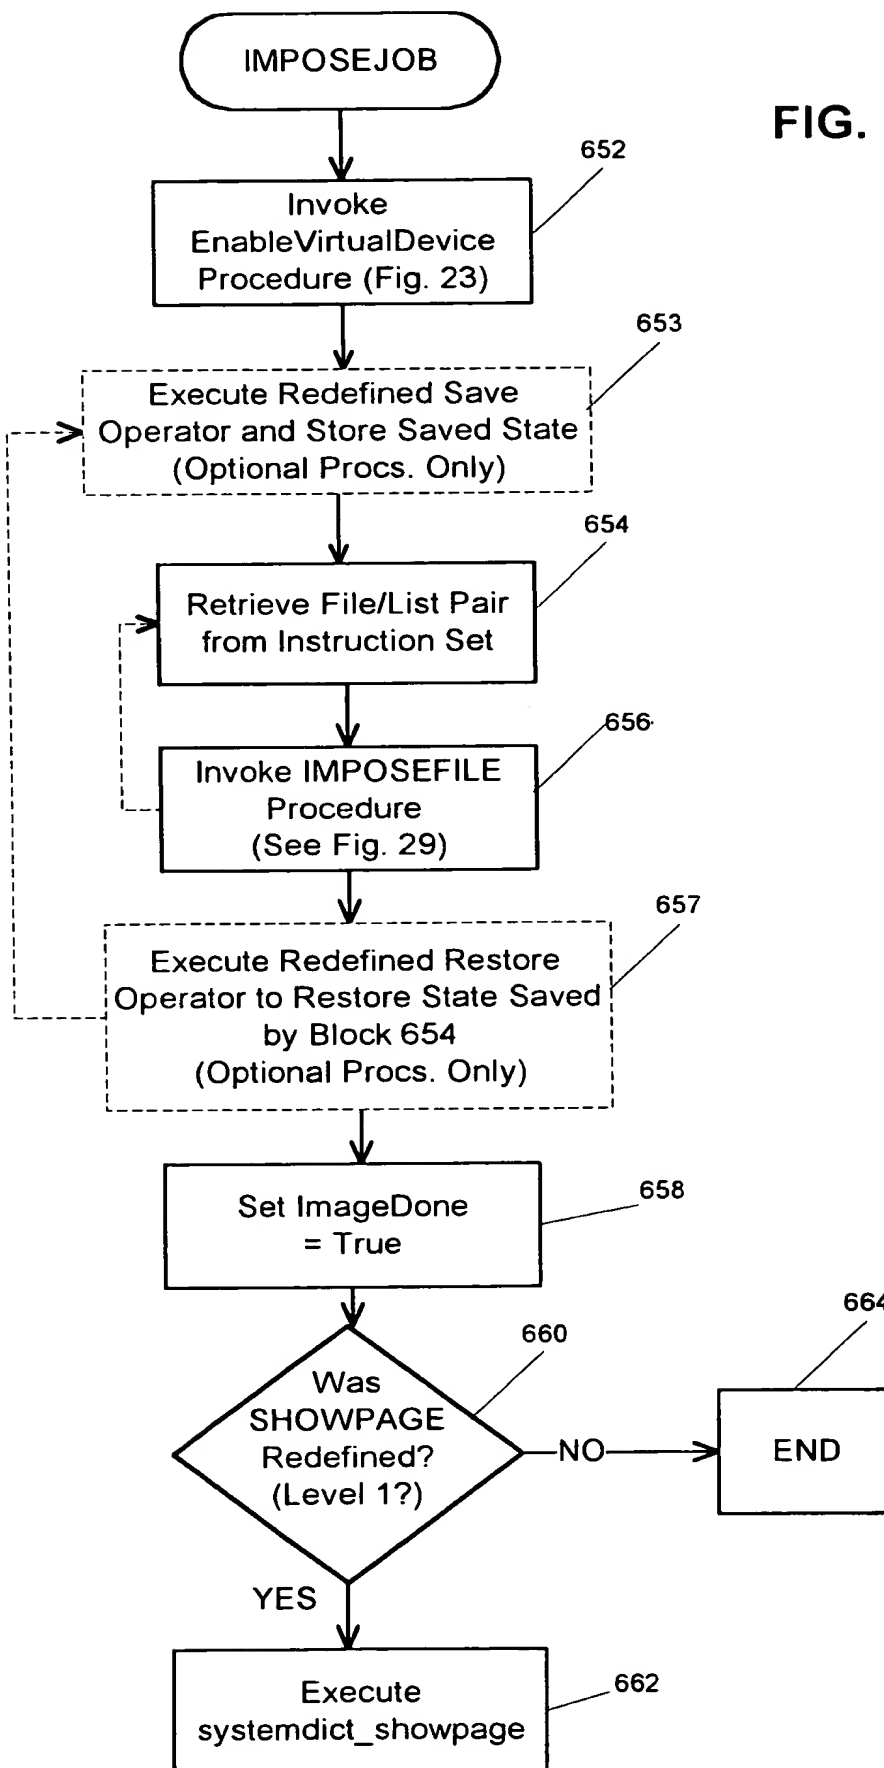 IMPOSEJOB
FIG.
652
Invoke
EnableVirtualDevice
Procedure (Fig. 23)
653
Execute Redefined Save
Operator and Store Saved State
(Optional Procs. Only)
654
Retrieve File/List Pair
from Instruction Set
656
Invoke IMPOSEFILE
Procedure
(See Fig. 29)
657
Execute Redefined Restore
Operator to Restore State Saved
by Block 654
(Optional Procs. Only)
658
Set ImageDone
= True
660
Was
SHOWPAGE
Redefined?
(Level 1?)
NO
664
END
YES
662
Execute
systemdict_showpage